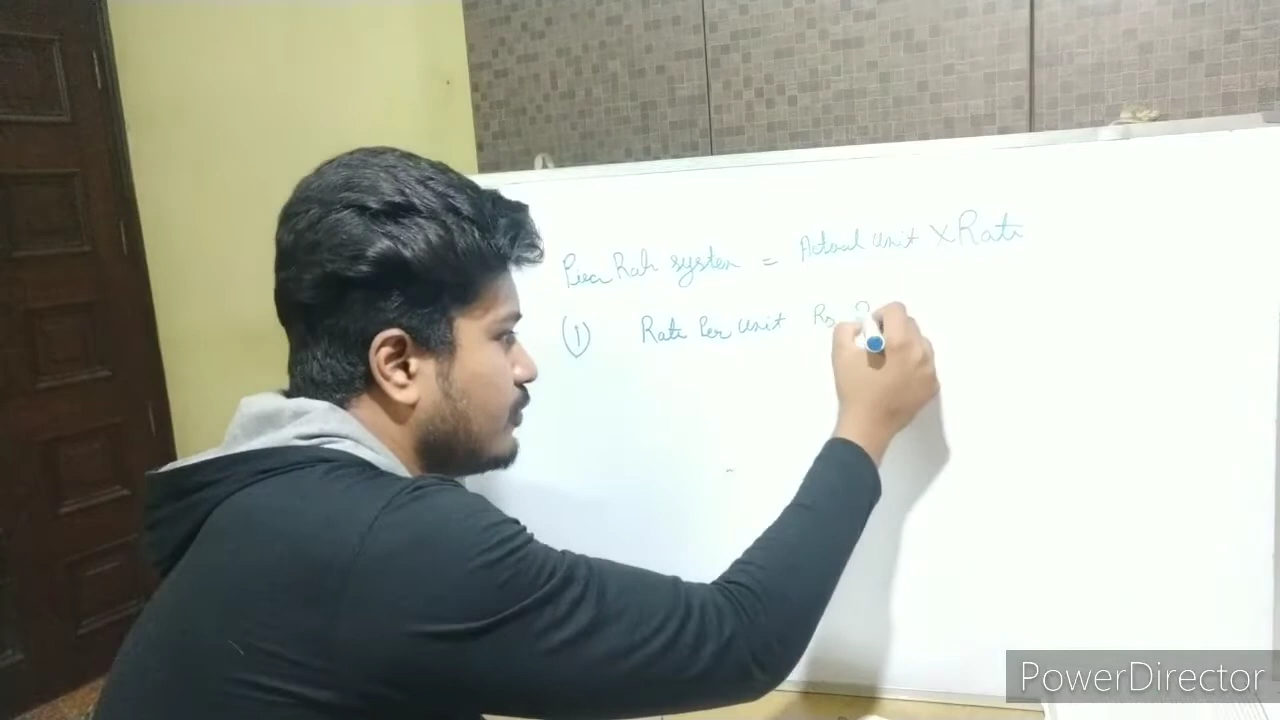 Piece Rate system = Actual unit X Rate
(1) Rate Per unit Rs
PowerDirector